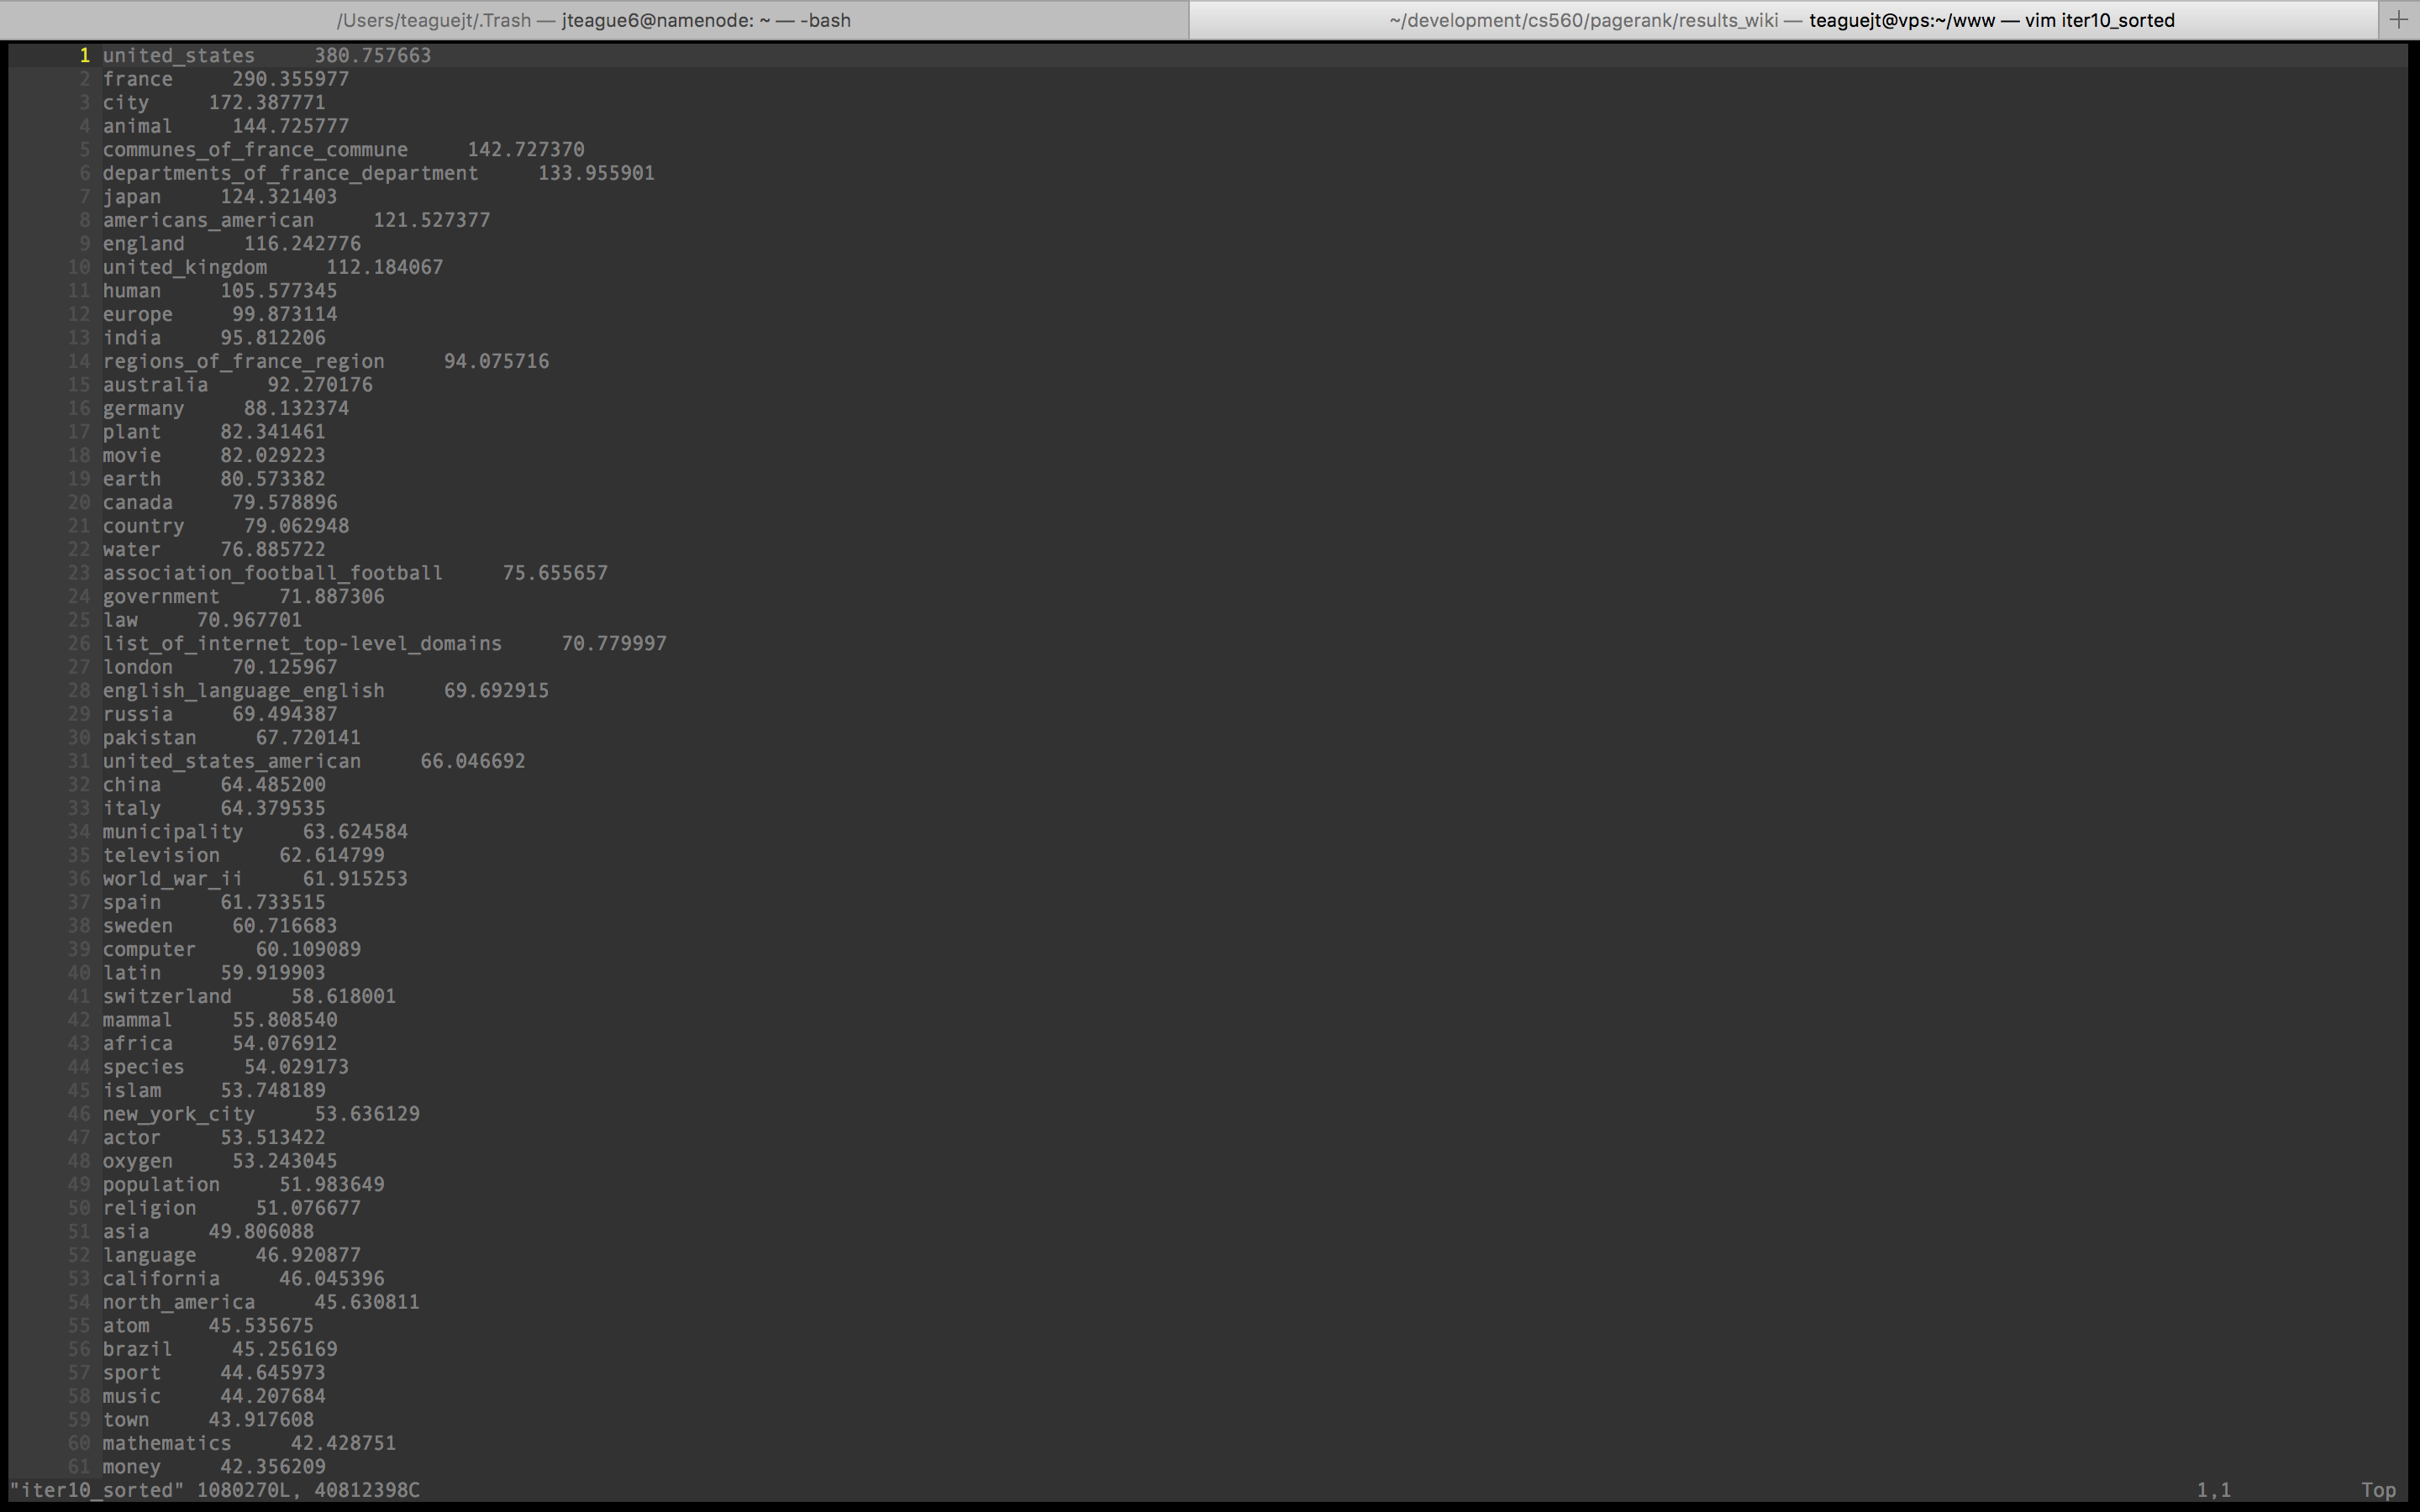 /Users/teaguejt/.Trash — jteague6@namenode: ~ — -bash
~/development/cs560/pagerank/results_wiki — teaguejt@vps:~/www — vim iter10_sorted +
1 united_states 380.757663
2 france 290.355977
3 city 172.387771
4 animal 144.725777
5 communes_of_france_commune 142.727370
6 departments_of_france_department 133.955901
7 japan 124.321403
8 americans_american 121.527377
9 england 116.242776
10 united_kingdom 112.184067
11 human 105.577345
12 europe 99.873114
13 india 95.812206
14 regions_of_france_region 94.075716
15 australia 92.270176
16 germany 88.132374
17 plant 82.341461
18 movie 82.029223
19 earth 80.573382
20 canada 79.578896
21 country 79.062948
22 water 76.885722
23 association_football_football 75.655657
24 government 71.887306
25 law 70.967701
26 list_of_internet_top-level_domains 70.779997
27 london 70.125967
28 english_language_english 69.692915
29 russia 69.494387
30 pakistan 67.720141
31 united_states_american 66.046692
32 china 64.485200
33 italy 64.379535
34 municipality 63.624584
35 television 62.614799
36 world_war_ii 61.915253
37 spain 61.733515
38 sweden 60.716683
39 computer 60.109089
40 latin 59.919903
41 switzerland 58.618001
42 mammal 55.808540
43 africa 54.076912
44 species 54.029173
45 islam 53.748189
46 new_york_city 53.636129
47 actor 53.513422
48 oxygen 53.243045
49 population 51.983649
50 religion 51.076677
51 asia 49.806088
52 language 46.920877
53 california 46.045396
54 north_america 45.630811
55 atom 45.535675
56 brazil 45.256169
57 sport 44.645973
58 music 44.207684
59 town 43.917608
60 mathematics 42.428751
61 money 42.356209
"iter10_sorted" 1080270L, 40812398C 1,1 Top